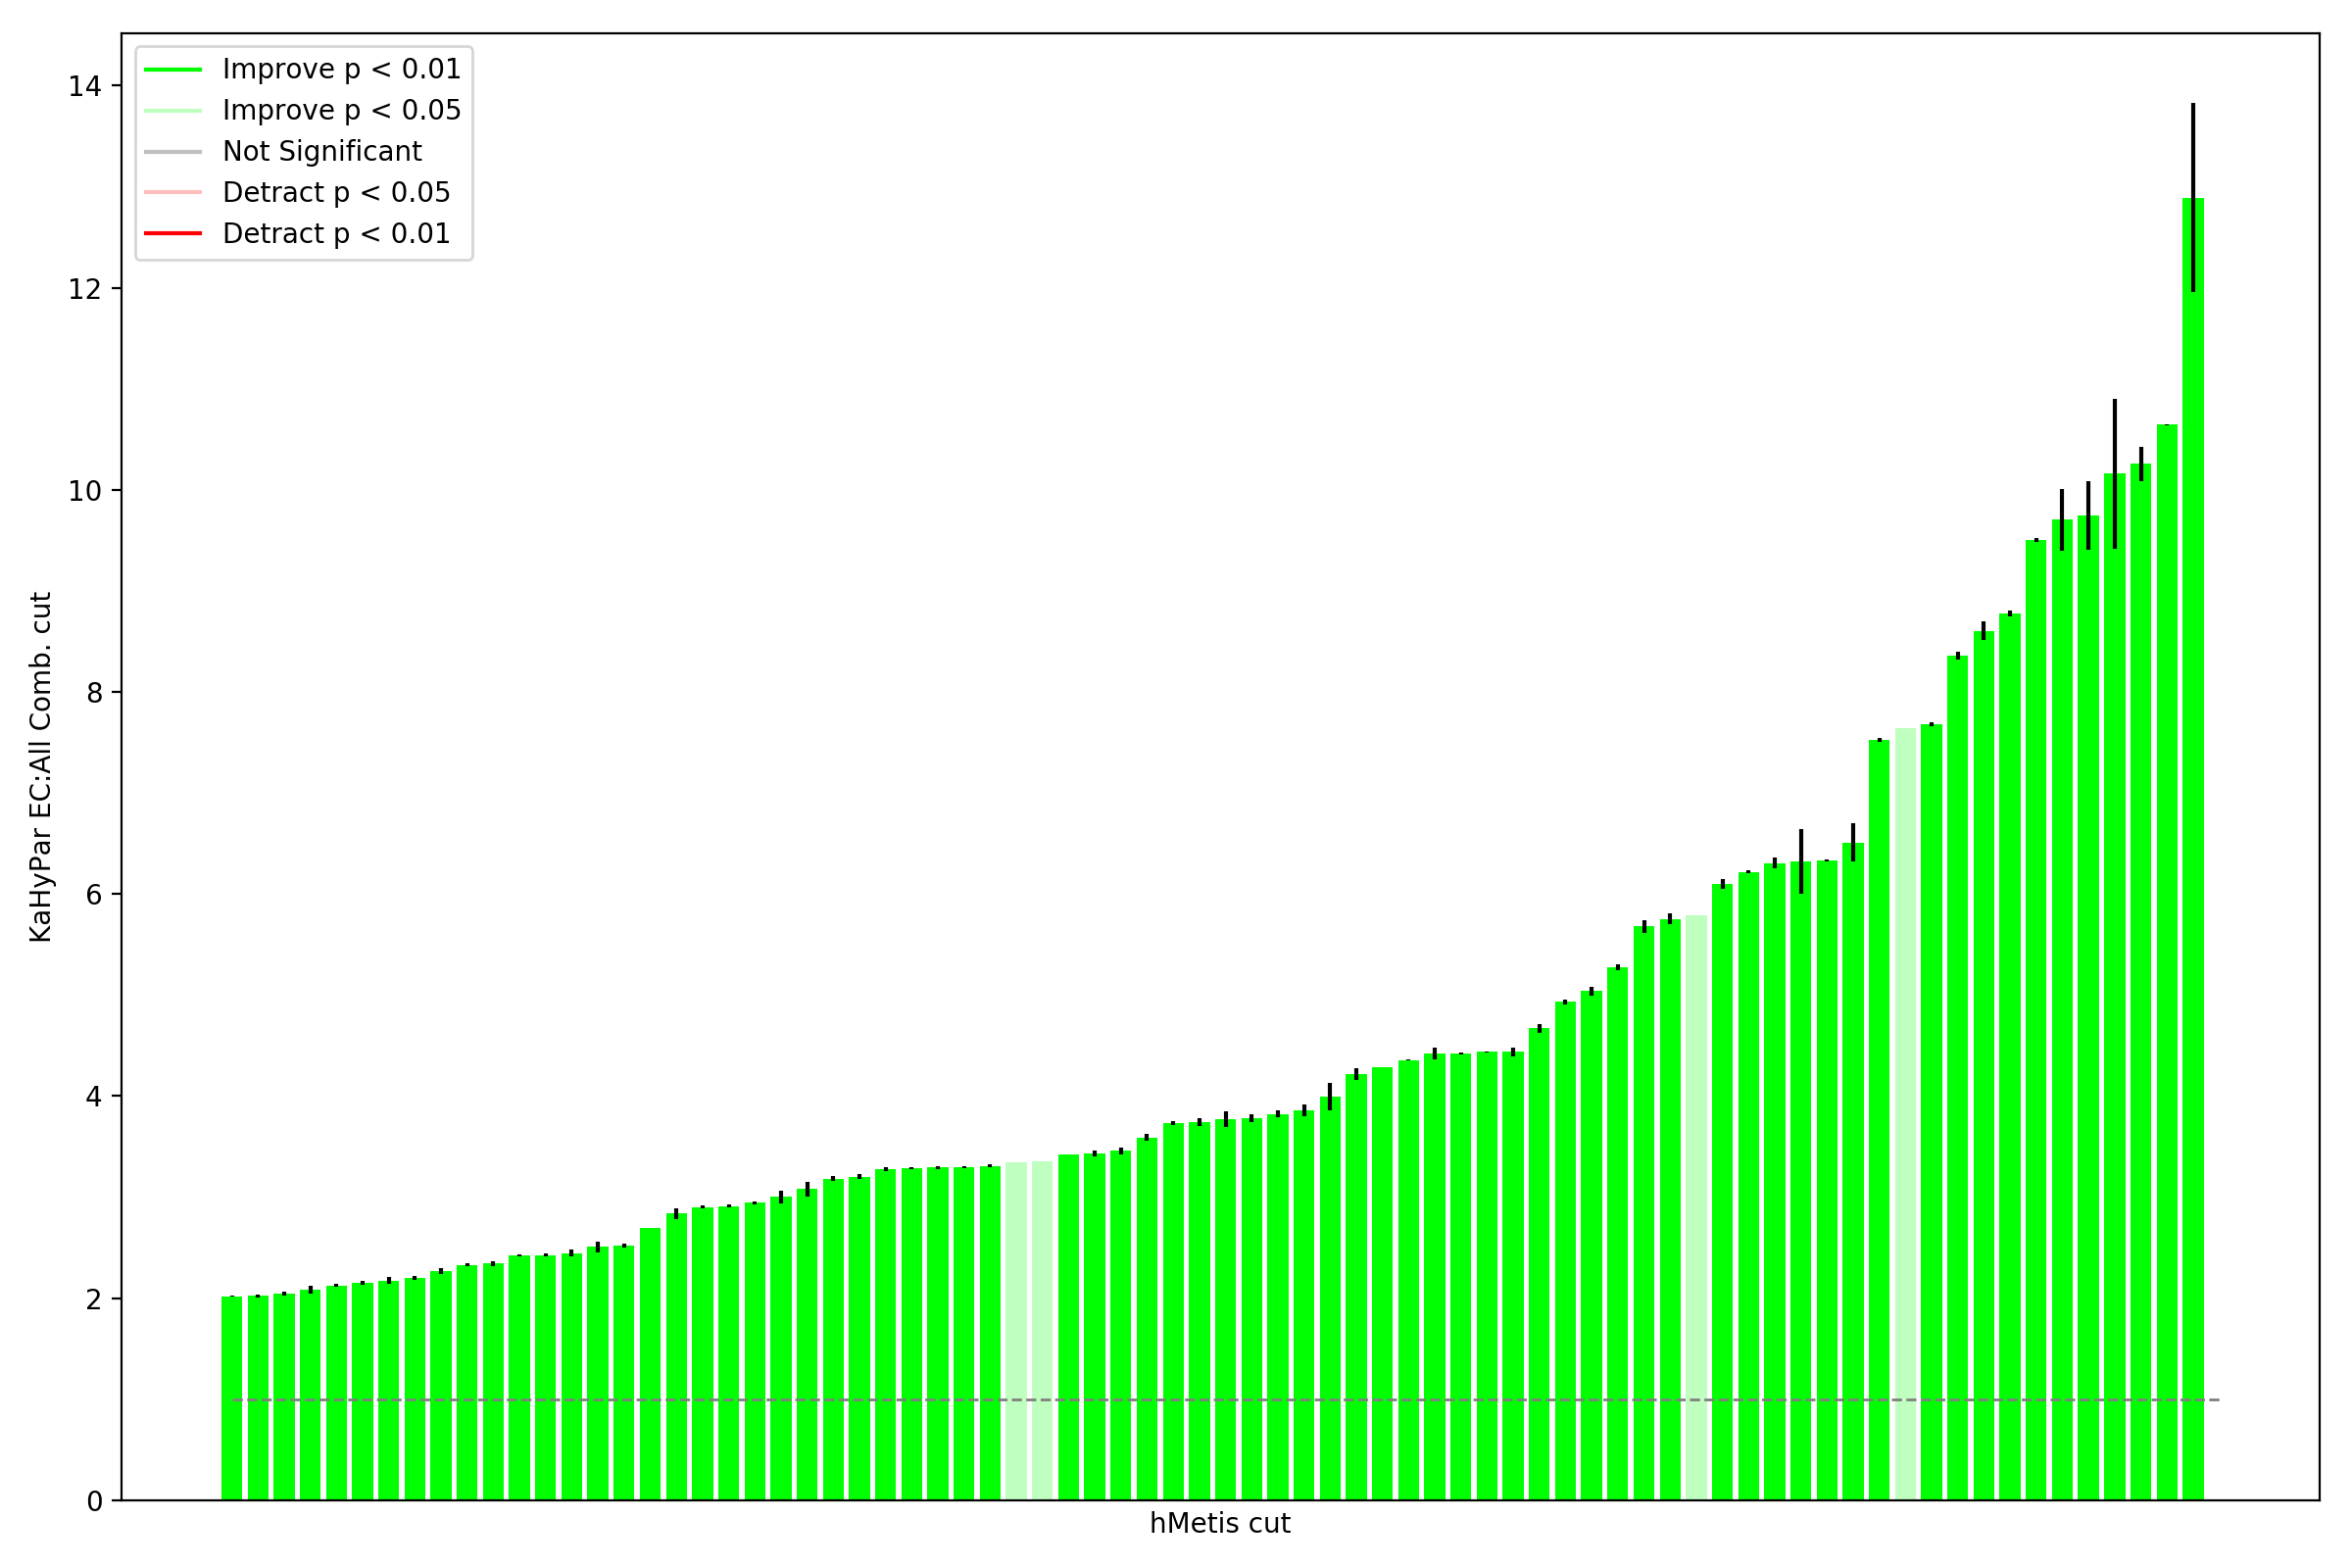 Improve p < 0.01
Improve p < 0.05
Not Significant
Detract p < 0.05
Detract p < 0.01
14
12
10
8
6
4
2
0
KaHyPar EC:All Comb. cut
hMetis cut